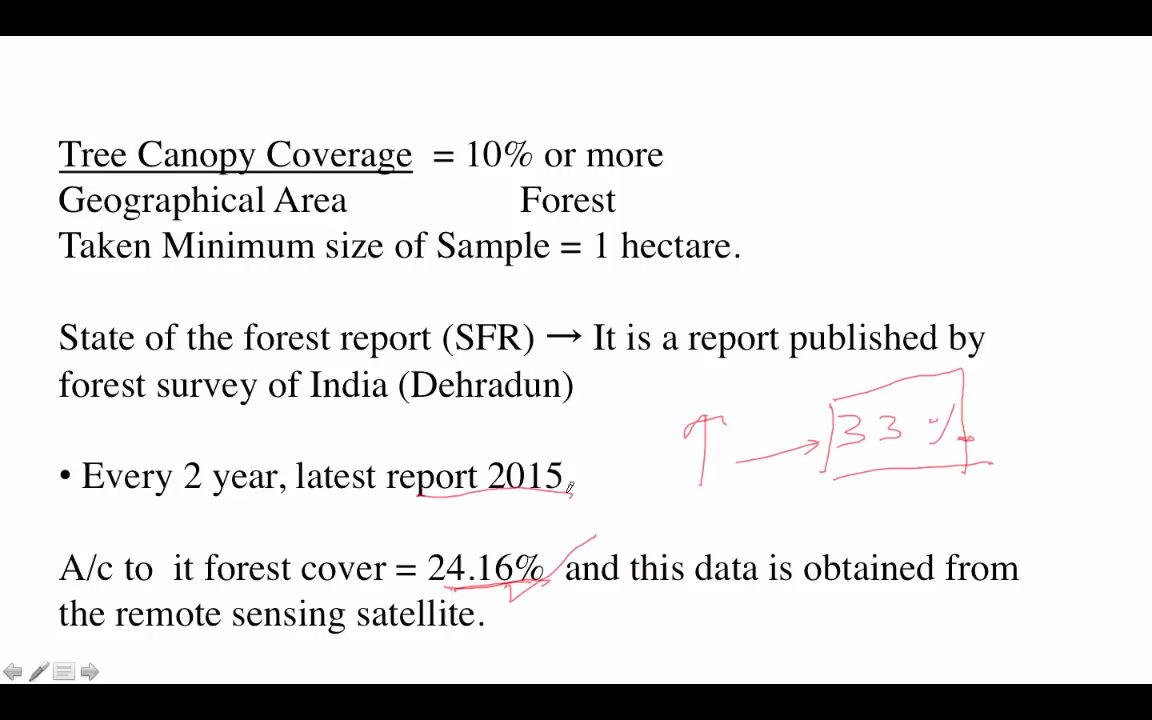 Tree Canopy Coverage = 10% or more
Geographical Area Forest
Taken Minimum size of Sample = 1 hectare.
State of the forest report (SFR) → It is a report published by
forest survey of India (Dehradun)
33 %
• Every 2 year, latest report 2015.
A/c to it forest cover = 24.16% and this data is obtained from
the remote sensing satellite.